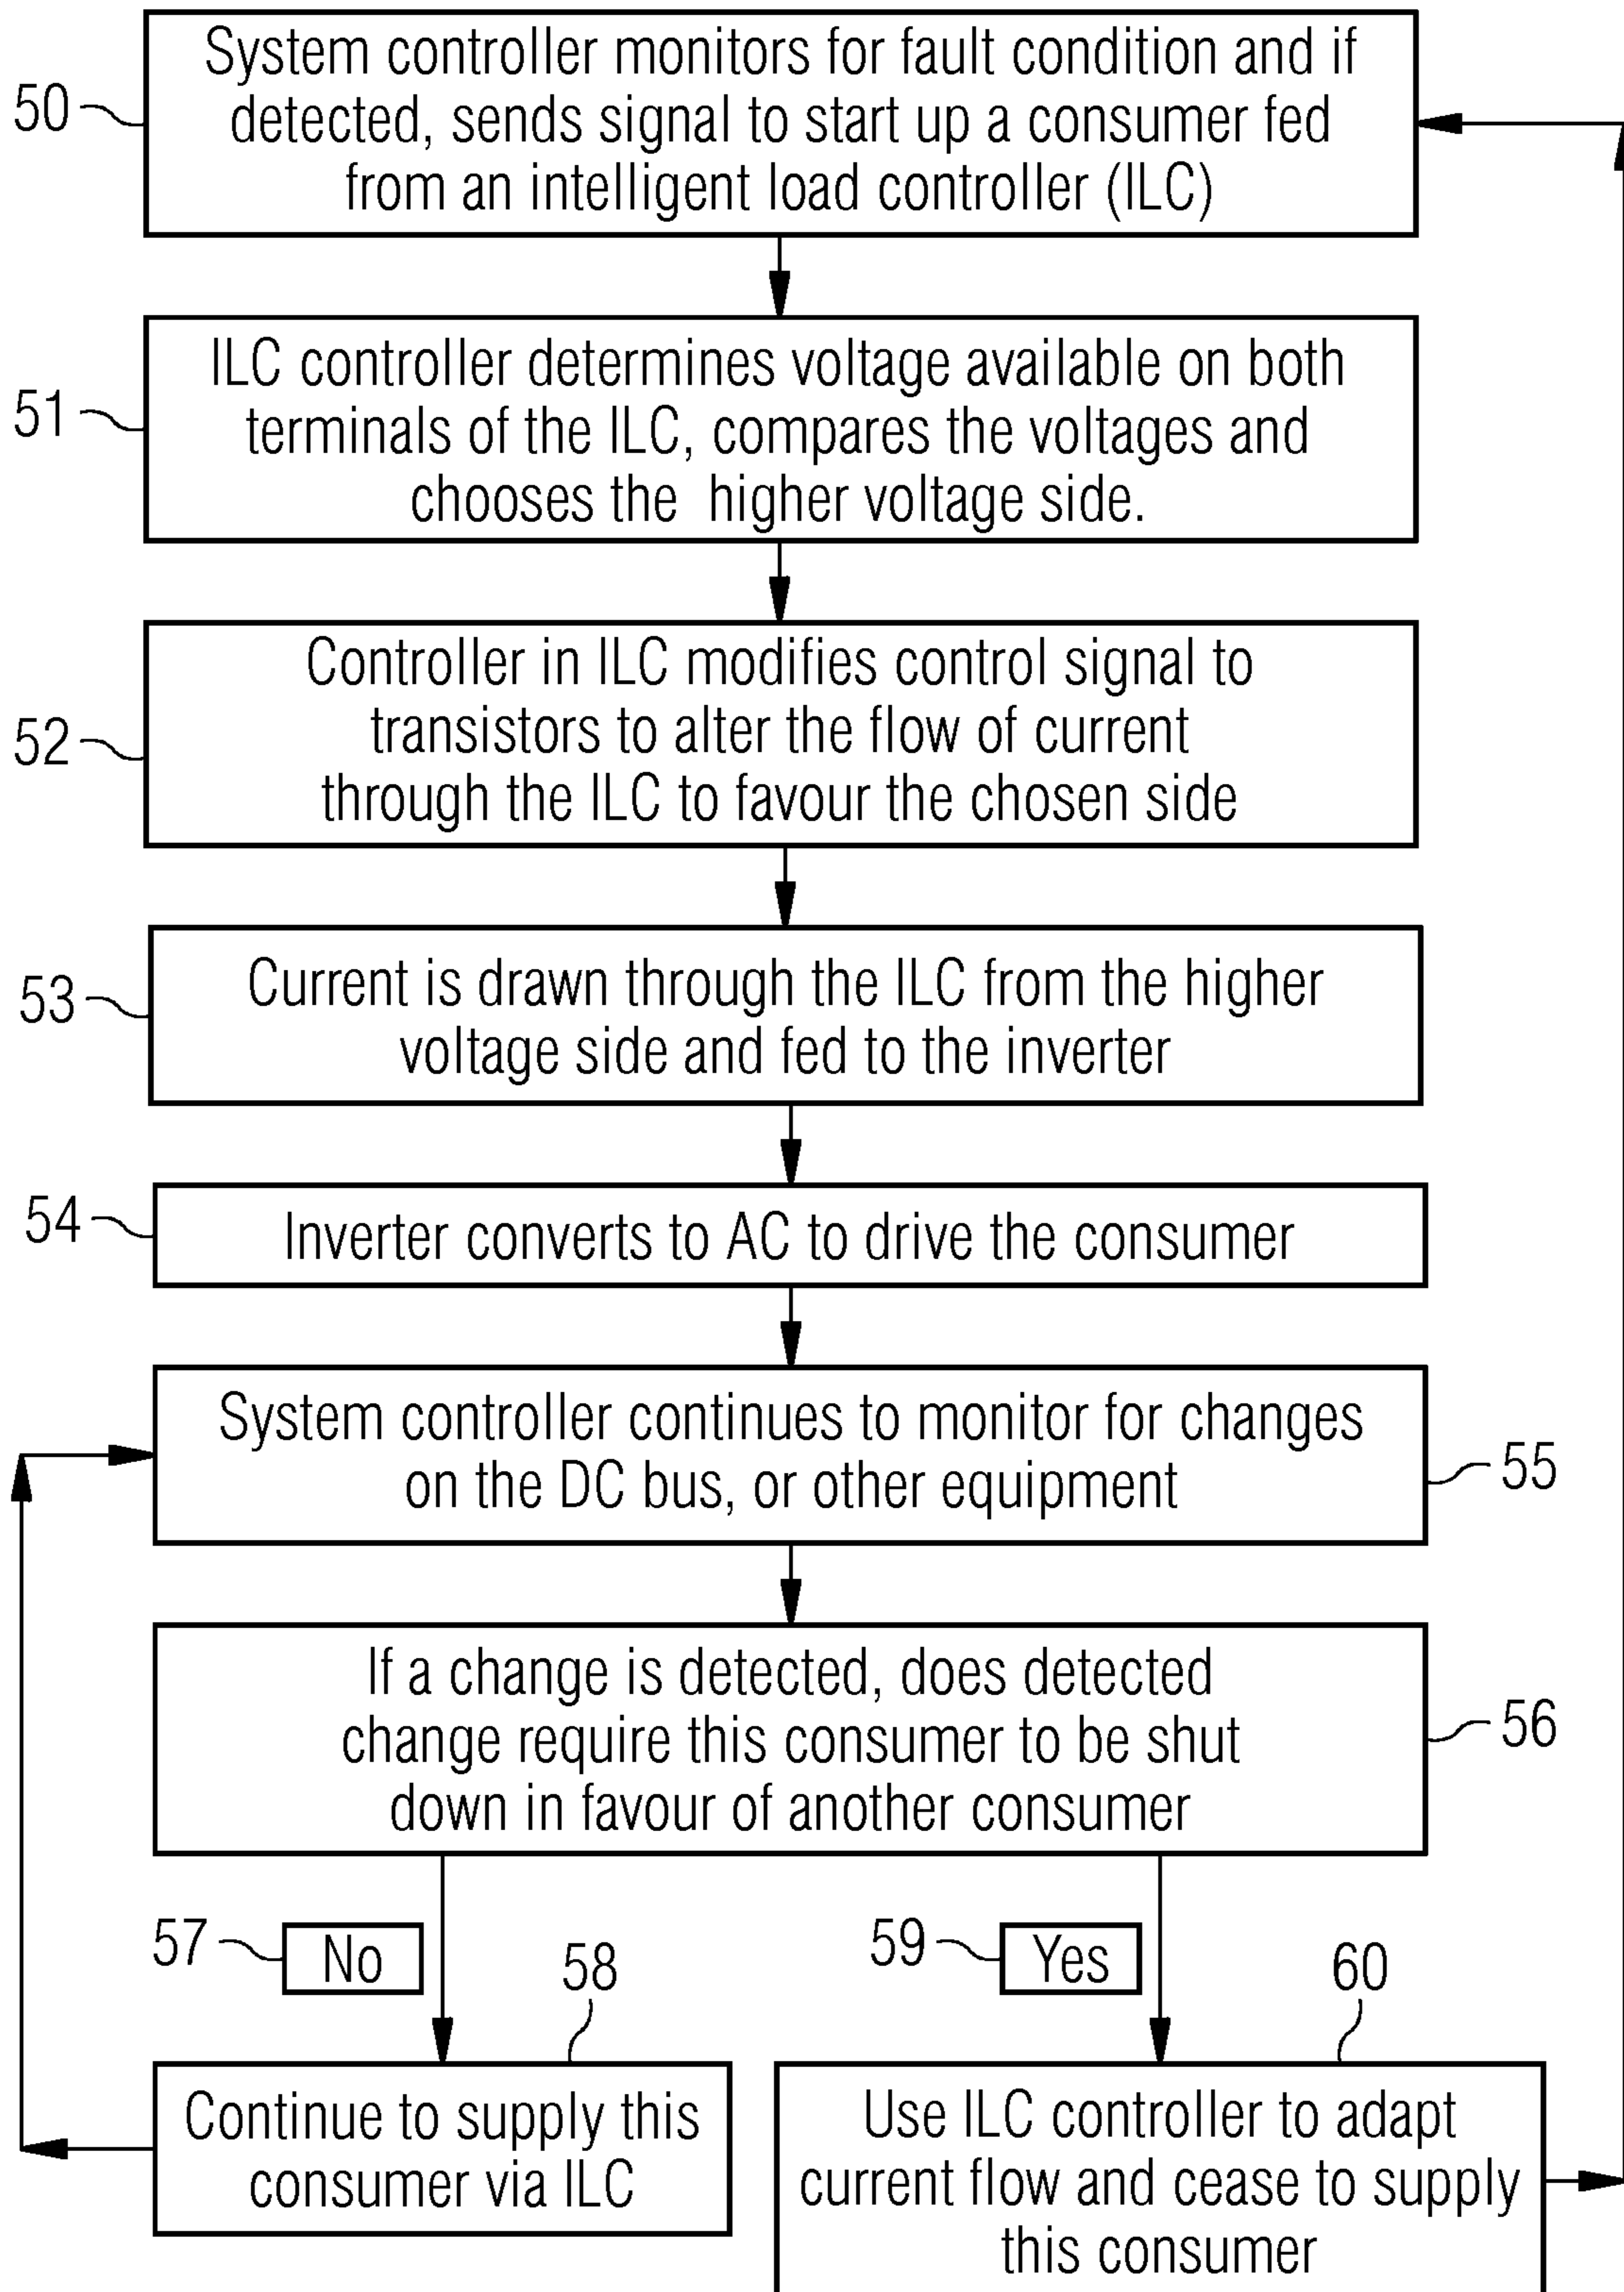 System controller monitors for fault condition and if
detected, sends signal to start up a consumer fed
from an intelligent load controller (ILC)
50
ILC controller determines voltage available on both
terminals of the ILC, compares the voltages and
chooses the higher voltage side.
51
Controller in ILC modifies control signal to
transistors to alter the flow of current
through the ILC to favour the chosen side
52
Current is drawn through the ILC from the higher
voltage side and fed to the inverter
53
Inverter converts to AC to drive the consumer
54
System controller continues to monitor for changes
on the DC bus, or other equipment
55
If a change is detected, does detected
change require this consumer to be shut
down in favour of another consumer
56
57
No
58
59
Yes
60
Continue to supply this
consumer via ILC
Use ILC controller to adapt
current flow and cease to supply
this consumer